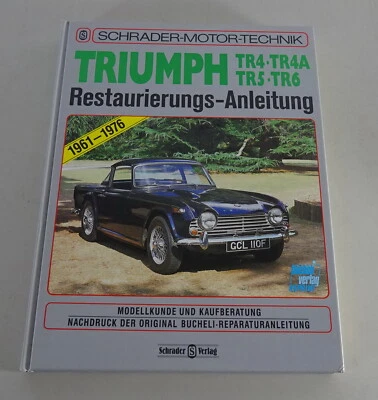 S SCHRADER-MOTOR-TECHNIK
TRIUMPH TR4·TR4A
TR5·TR6
Restaurierungs-Anleitung
1961–1976
GCL 110F
verlag
MODELLKUNDE UND KAUFBERATUNG
NACHDRUCK DER ORIGINAL BUCHELI-REPARATURANLEITUNG
Schrader S Verlag